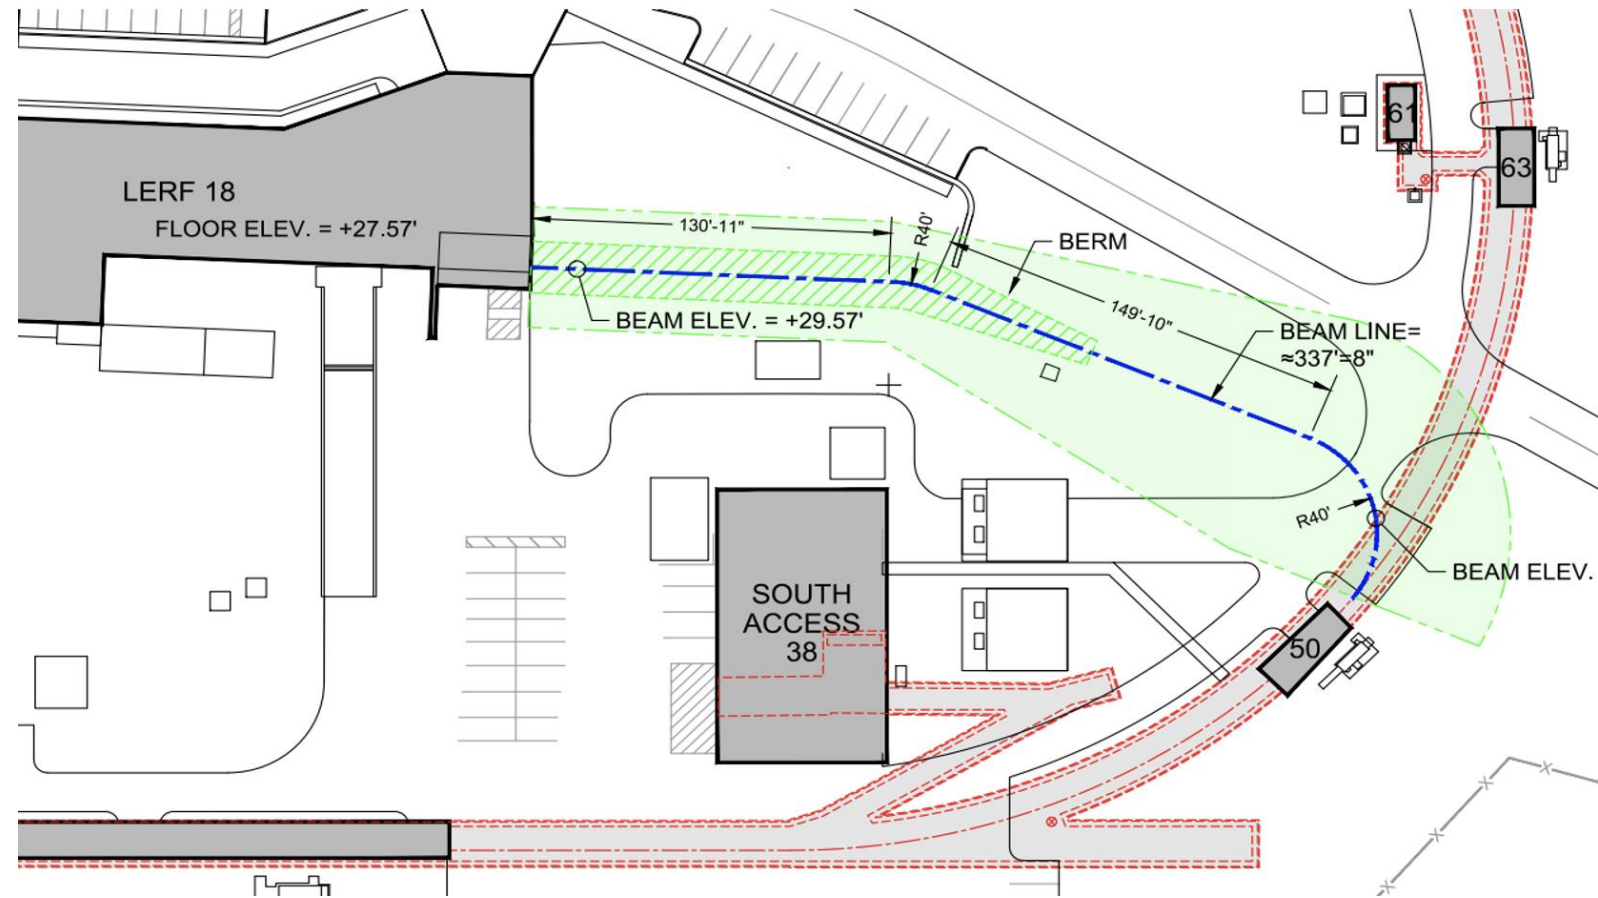 61
63
LERF 18
FLOOR ELEV. = +27.57'
130'-11"
R40'
BERM
149'-10"
BEAM ELEV. = +29.57'
BEAM LINE=
≈337'=8"
R40'
BEAM ELEV.
SOUTH
ACCESS
38
50